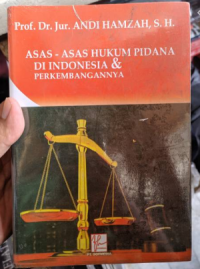 Prof. Dr. Jur. ANDI HAMZAH, S. H.
ASAS - ASAS HUKUM PIDANA
DI INDONESIA &
PERKEMBANGANNYA